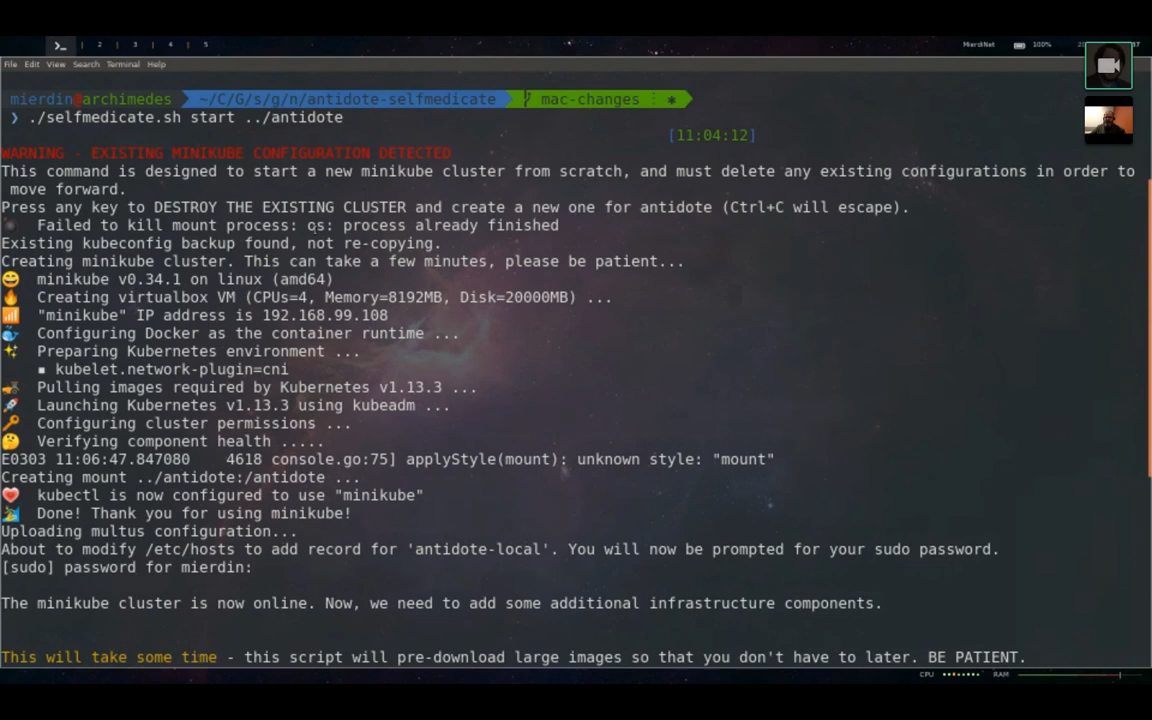 2 | 3 | 4 | 5
MierdiNet 100%
File Edit View Search Terminal Help
mierdin@archimedes ~/C/G/s/g/n/antidote-selfmedicate mac-changes
❯ ./selfmedicate.sh start ../antidote
[11:04:12]
WARNING - EXISTING MINIKUBE CONFIGURATION DETECTED
This command is designed to start a new minikube cluster from scratch, and must delete any existing configurations in order to
move forward.
Press any key to DESTROY THE EXISTING CLUSTER and create a new one for antidote (Ctrl+C will escape).
Failed to kill mount process: os: process already finished
Existing kubeconfig backup found, not re-copying.
Creating minikube cluster. This can take a few minutes, please be patient...
😄 minikube v0.34.1 on linux (amd64)
🔥 Creating virtualbox VM (CPUs=4, Memory=8192MB, Disk=20000MB) ...
📶 "minikube" IP address is 192.168.99.108
🐳 Configuring Docker as the container runtime ...
✨ Preparing Kubernetes environment ...
▪ kubelet.network-plugin=cni
🚜 Pulling images required by Kubernetes v1.13.3 ...
🚀 Launching Kubernetes v1.13.3 using kubeadm ...
🔑 Configuring cluster permissions ...
🤔 Verifying component health .....
E0303 11:06:47.847080 4618 console.go:75] applyStyle(mount): unknown style: "mount"
Creating mount ../antidote:/antidote ...
💗 kubectl is now configured to use "minikube"
🏄 Done! Thank you for using minikube!
Uploading multus configuration...
About to modify /etc/hosts to add record for 'antidote-local'. You will now be prompted for your sudo password.
[sudo] password for mierdin:
The minikube cluster is now online. Now, we need to add some additional infrastructure components.
This will take some time - this script will pre-download large images so that you don't have to later. BE PATIENT.
CPU RAM